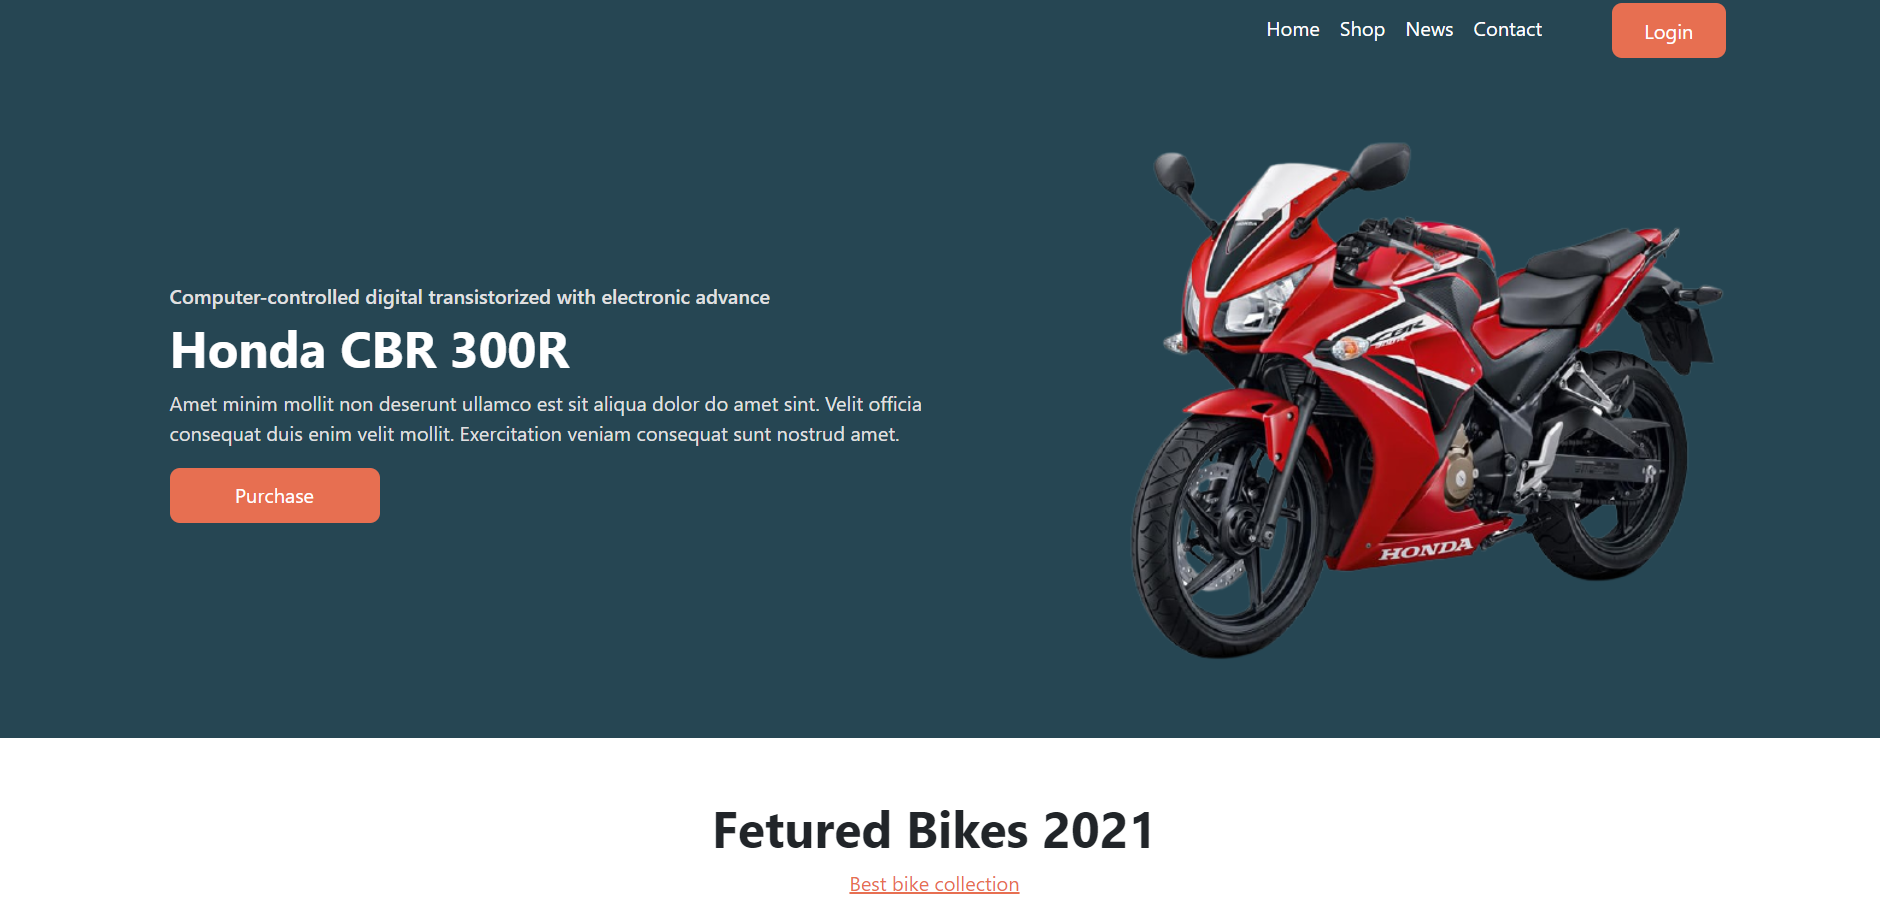 Home Shop News Contact Login
Computer-controlled digital transistorized with electronic advance
Honda CBR 300R
Amet minim mollit non deserunt ullamco est sit aliqua dolor do amet sint. Velit officia
consequat duis enim velit mollit. Exercitation veniam consequat sunt nostrud amet.
Purchase
CBR
HONDA
Fetured Bikes 2021
Best bike collection